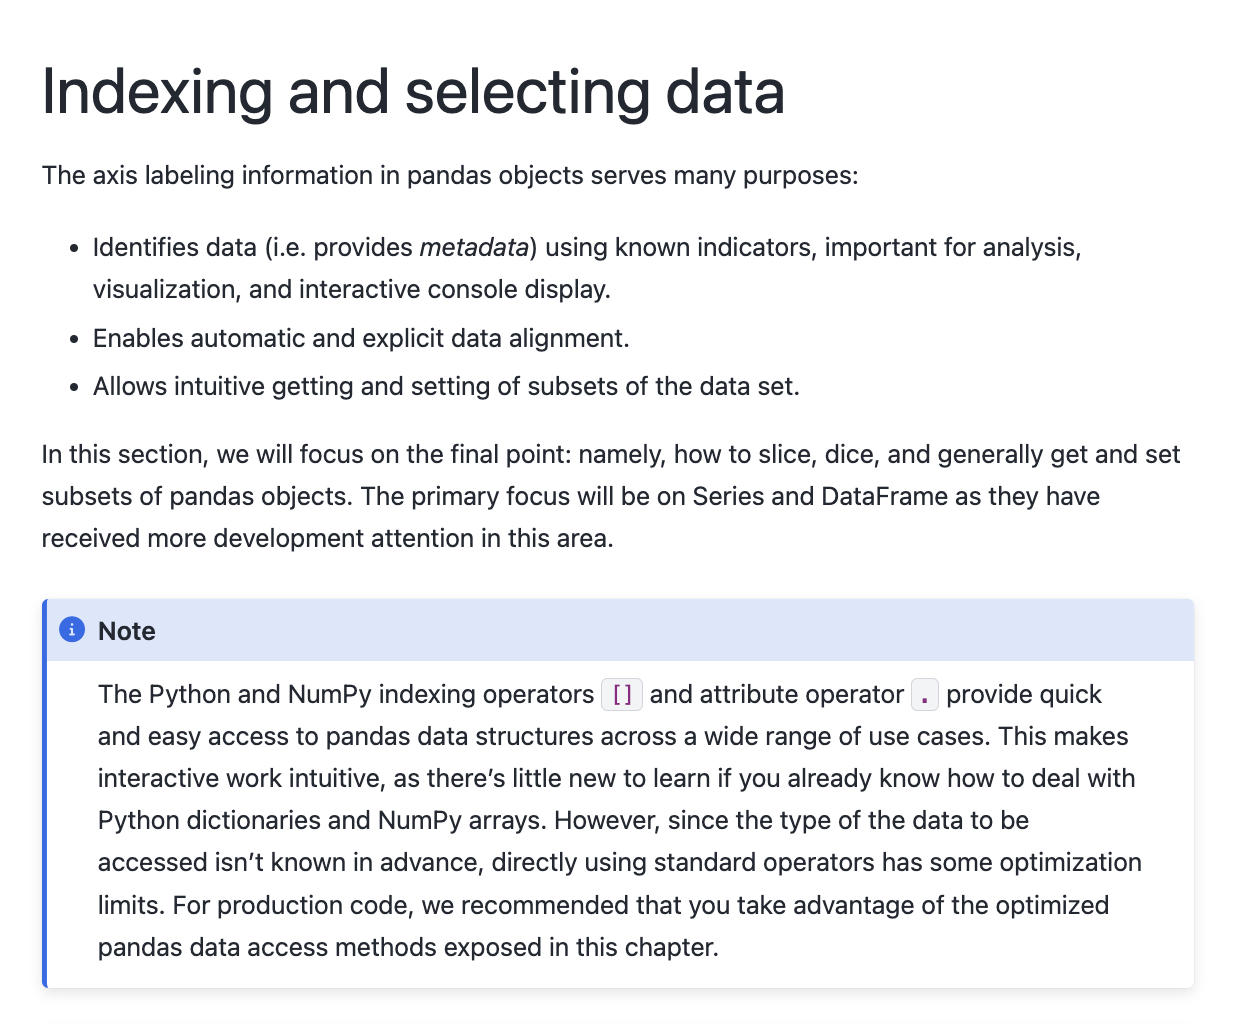 Indexing and selecting data
The axis labeling information in pandas objects serves many purposes:
• Identifies data (i.e. provides metadata) using known indicators, important for analysis,
visualization, and interactive console display.
• Enables automatic and explicit data alignment.
• Allows intuitive getting and setting of subsets of the data set.
In this section, we will focus on the final point: namely, how to slice, dice, and generally get and set
subsets of pandas objects. The primary focus will be on Series and DataFrame as they have
received more development attention in this area.
Note
The Python and NumPy indexing operators [] and attribute operator . provide quick
and easy access to pandas data structures across a wide range of use cases. This makes
interactive work intuitive, as there’s little new to learn if you already know how to deal with
Python dictionaries and NumPy arrays. However, since the type of the data to be
accessed isn’t known in advance, directly using standard operators has some optimization
limits. For production code, we recommended that you take advantage of the optimized
pandas data access methods exposed in this chapter.